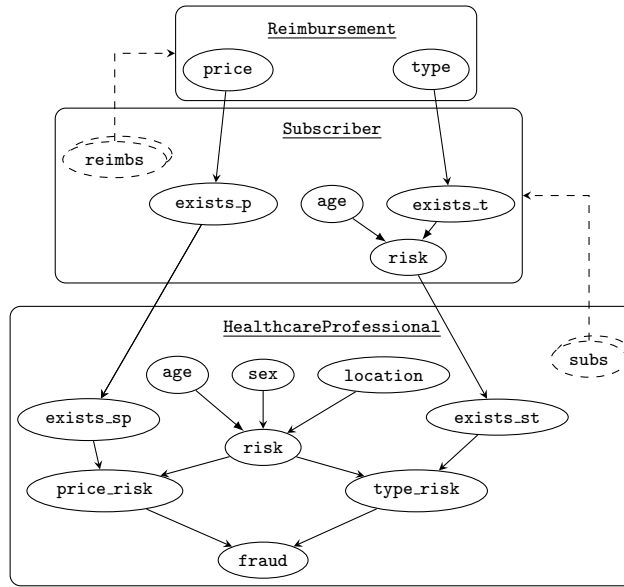 Reimbursement
price
type
Subscriber
reimbs
exists_p
age
exists_t
risk
HealthcareProfessional
subs
age
sex
location
exists_sp
exists_st
risk
price_risk
type_risk
fraud